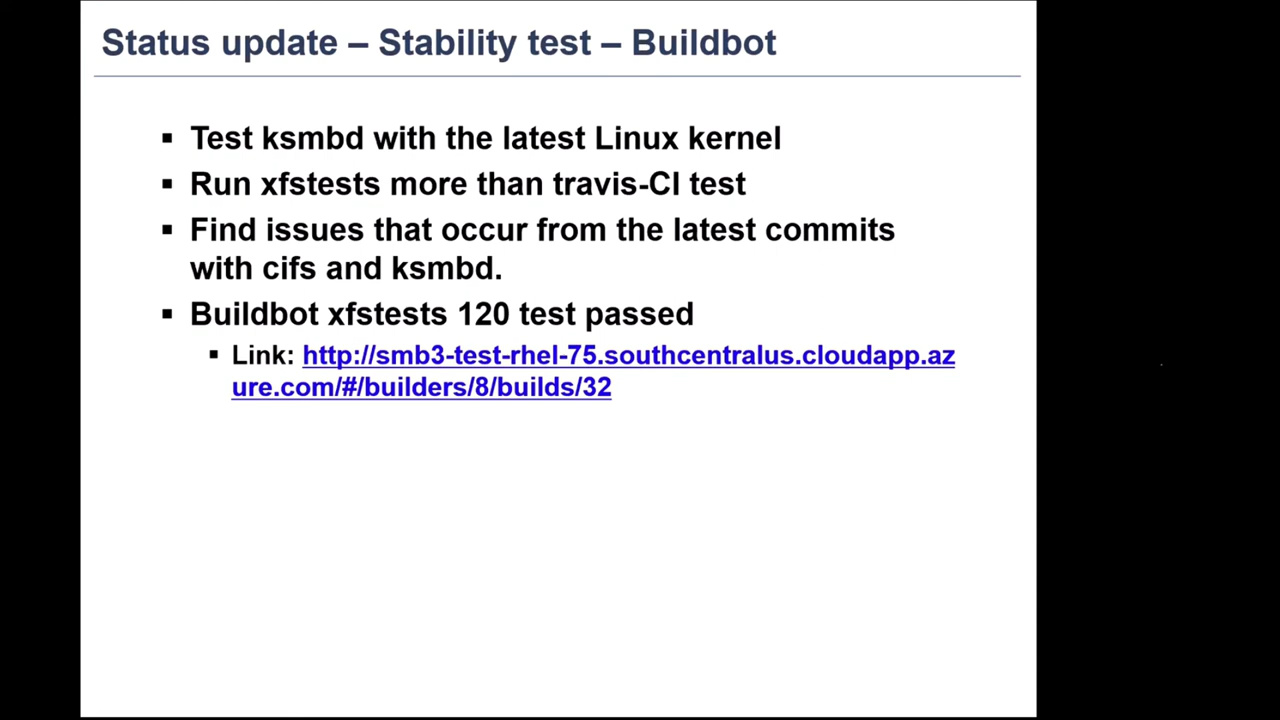 Status update – Stability test – Buildbot
▪ Test ksmbd with the latest Linux kernel
▪ Run xfstests more than travis-CI test
▪ Find issues that occur from the latest commits
with cifs and ksmbd.
▪ Buildbot xfstests 120 test passed
▪ Link: http://smb3-test-rhel-75.southcentralus.cloudapp.az
ure.com/#/builders/8/builds/32